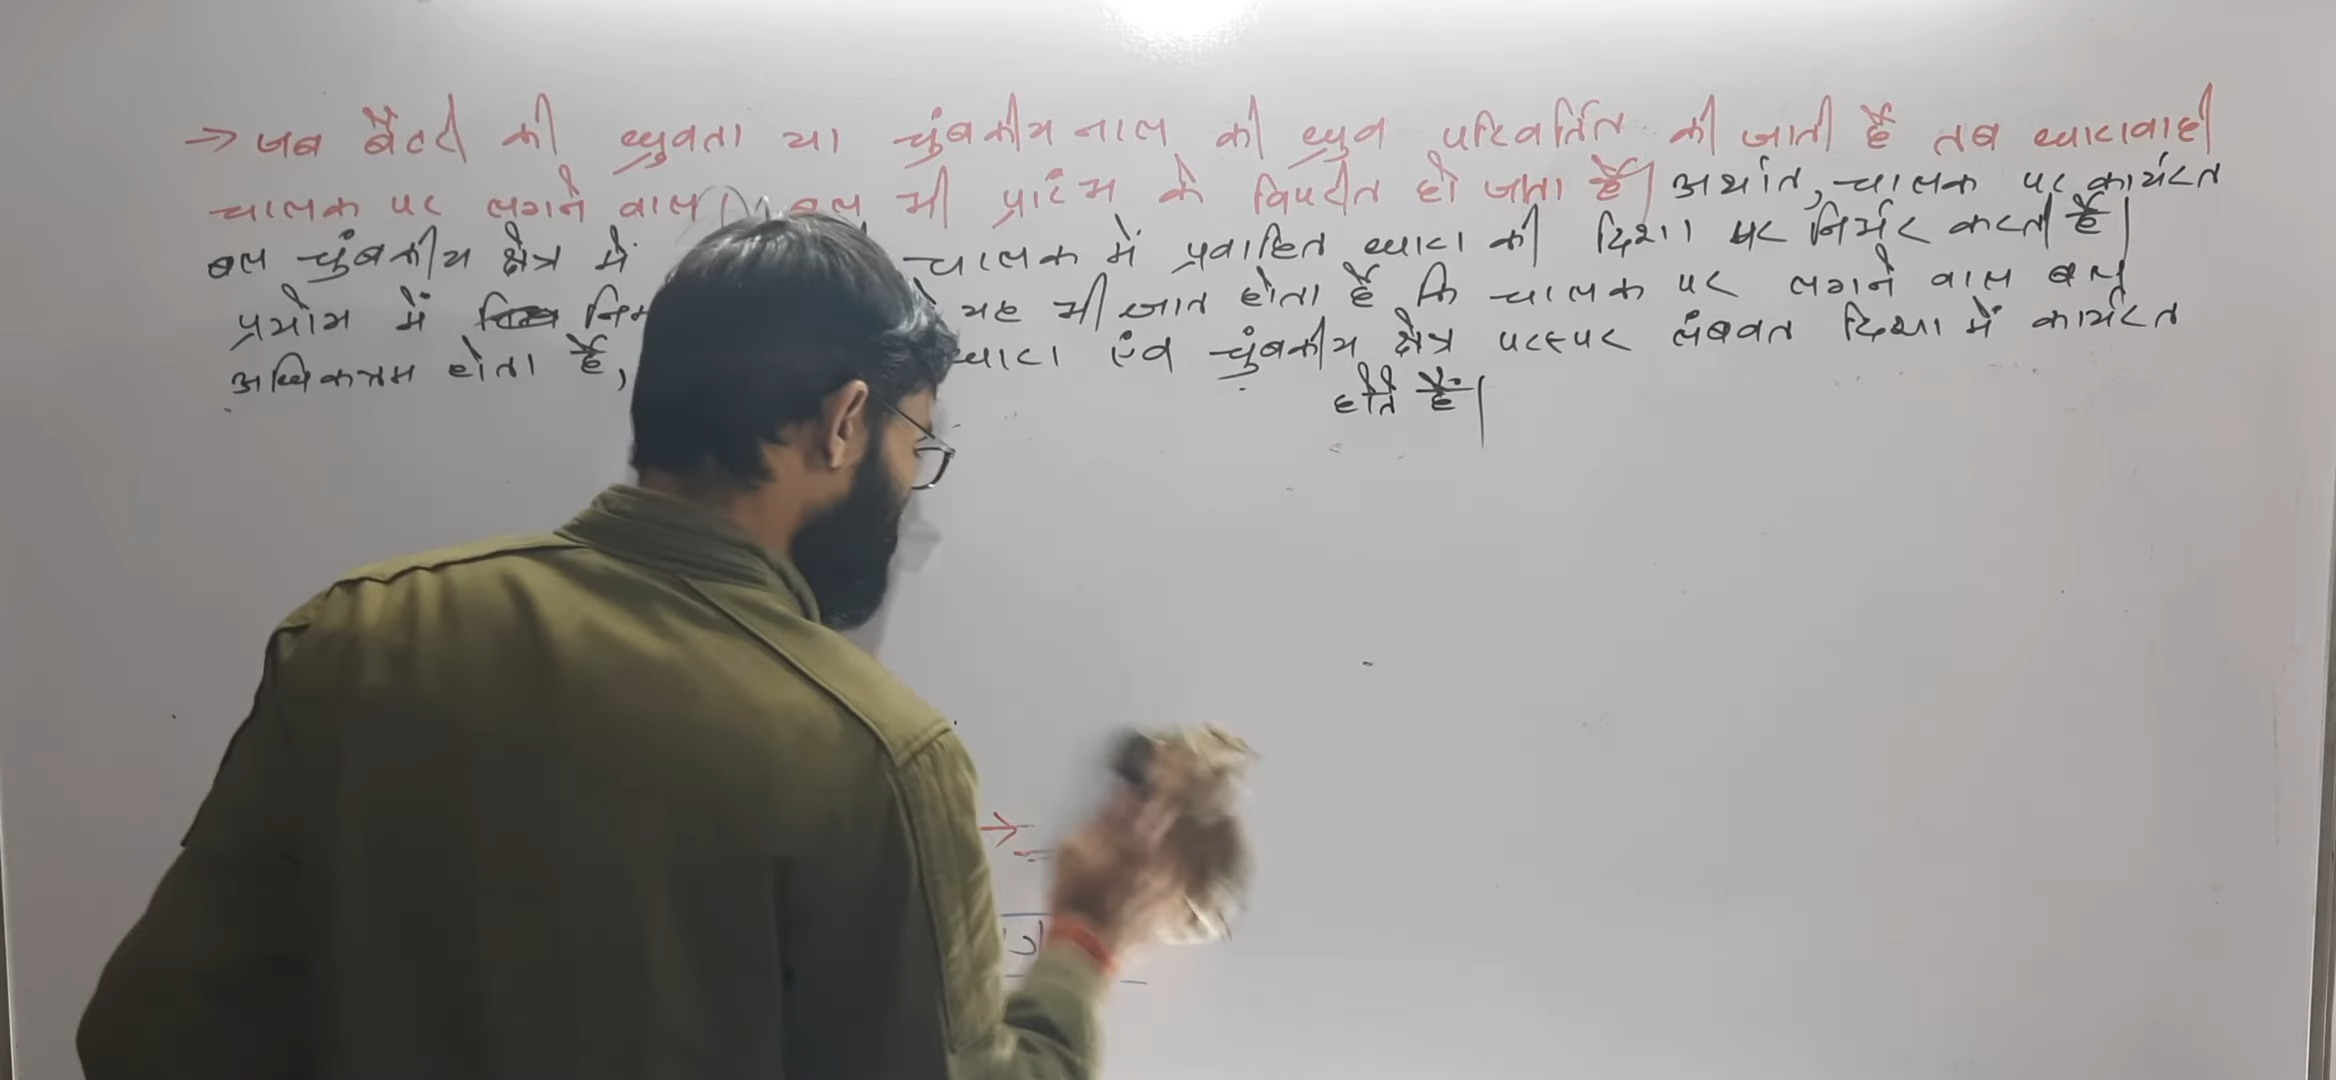 → जब बैटरी की ध्रुवता या चुंबकीय नाल की ध्रुव परिवर्तित की जाती है तब धारावाही
चालक पर लगने वाला बल भी प्रारंभ के विपरीत हो जाता है। अर्थात, चालक पर कार्यरत
बल चुंबकीय क्षेत्र में चालक में प्रवाहित धारा की दिशा पर निर्भर करती है।
प्रयोग में यह भी ज्ञात होता है कि चालक पर लगने वाल बल
अधिकतम होता है, धारा एंव चुंबकीय क्षेत्र परस्पर लंबवत दिशा में कार्यरत
होते है।
→